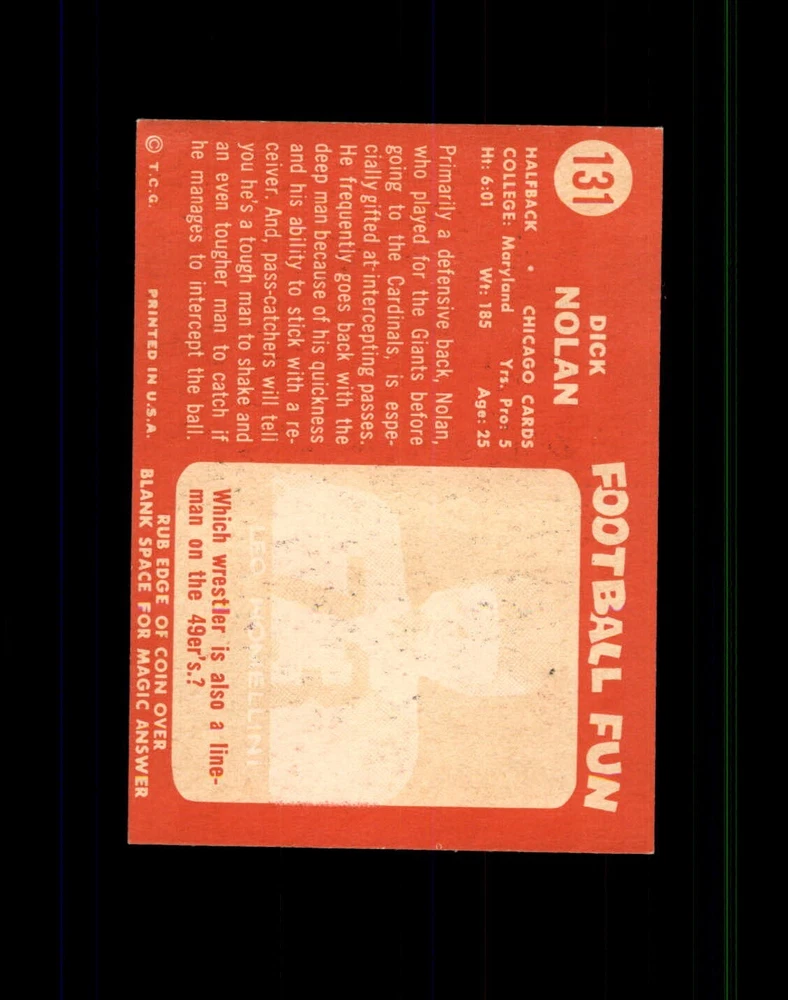 131
DICK
NOLAN
HALFBACK • CHICAGO CARDS
COLLEGE: Maryland Yrs. Pro: 5
Ht: 6:01 Wt: 185 Age: 25
Primarily a defensive back, Nolan,
who played for the Giants before
going to the Cardinals, is espe-
cially gifted at intercepting passes.
He frequently goes back with the
deep man because of his quickness
and his ability to stick with a re-
ceiver. And, pass-catchers will tell
you he's a tough man to shake and
an even tougher man to catch if
he manages to intercept the ball.
© T.C.G. PRINTED IN U.S.A.
FOOTBALL FUN
LEO NOMELLINI
Which wrestler is also a line-
man on the 49er's.?
RUB EDGE OF COIN OVER
BLANK SPACE FOR MAGIC ANSWER